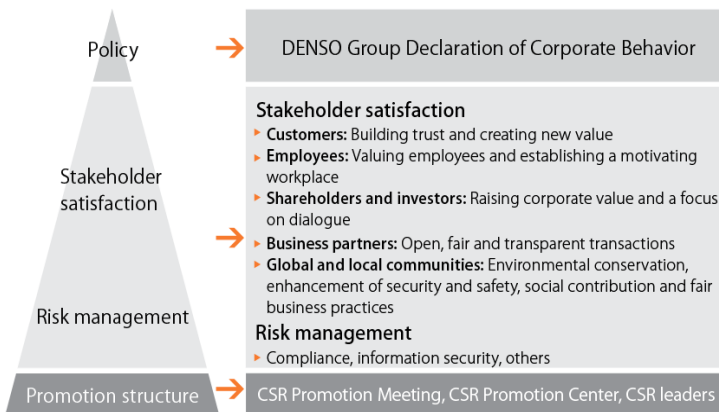 Policy
DENSO Group Declaration of Corporate Behavior
Stakeholder
satisfaction
Risk management
Stakeholder satisfaction
Customers: Building trust and creating new value
Employees: Valuing employees and establishing a motivating
workplace
Shareholders and investors: Raising corporate value and a focus
on dialogue
Business partners: Open, fair and transparent transactions
Global and local communities: Environmental conservation,
enhancement of security and safety, social contribution and fair
business practices
Risk management
Compliance, information security, others
Promotion structure
CSR Promotion Meeting, CSR Promotion Center, CSR leaders